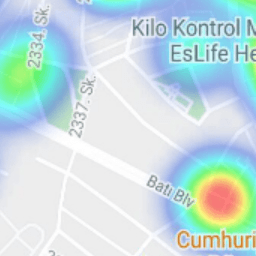 Kilo Kontrol M
EsLife He
2334. Sk.
2337. Sk.
Batı Blv
Cumhuri